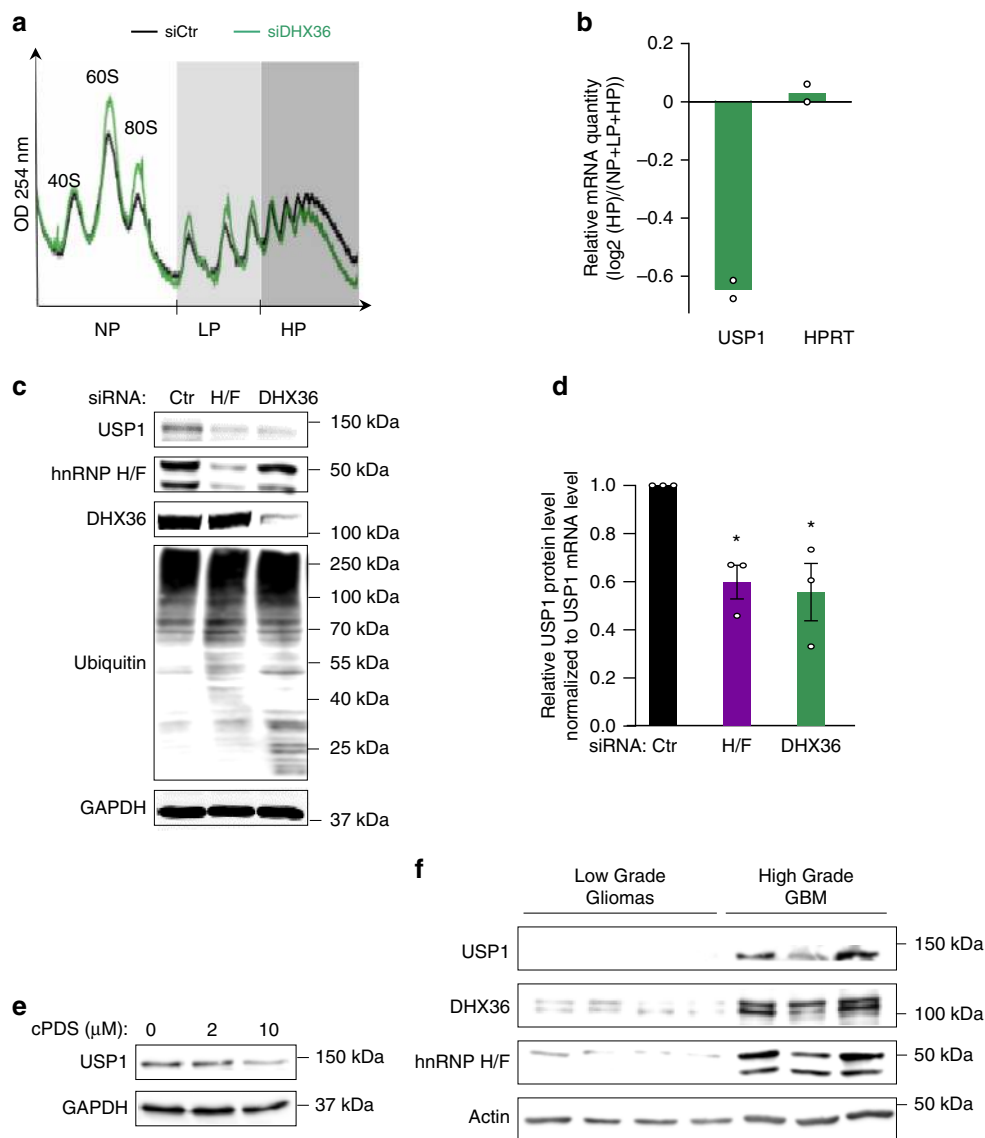 a
siCtr siDHX36
OD 254 nm
40S
60S
80S
NP LP HP
b
Relative mRNA quantity
(log2 (HP)/(NP+LP+HP))
0.2
0
−0.2
−0.4
−0.6
USP1 HPRT
c
siRNA: Ctr H/F DHX36
USP1 150 kDa
hnRNP H/F 50 kDa
DHX36 100 kDa
Ubiquitin
250 kDa
100 kDa
70 kDa
55 kDa
40 kDa
25 kDa
GAPDH 37 kDa
d
Relative USP1 protein level
normalized to USP1 mRNA level
1.0
0.8
0.6
0.4
0.2
0.0
* *
siRNA: Ctr H/F DHX36
e
cPDS (μM): 0 2 10
USP1 150 kDa
GAPDH 37 kDa
f
Low Grade
Gliomas
High Grade
GBM
USP1 150 kDa
DHX36 100 kDa
hnRNP H/F 50 kDa
Actin 50 kDa